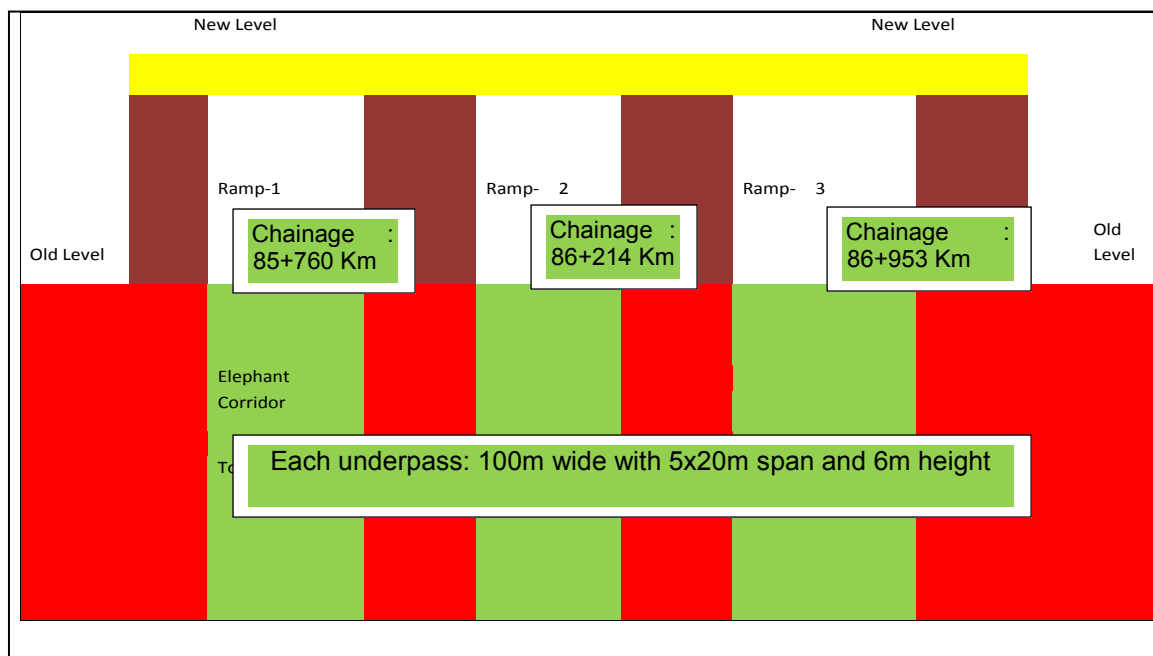 New Level
New Level
Ramp-1
Ramp- 2
Ramp- 3
Chainage :
85+760 Km
Chainage :
86+214 Km
Chainage :
86+953 Km
Old Level
Old
Level
Elephant
Corridor
Each underpass: 100m wide with 5x20m span and 6m height